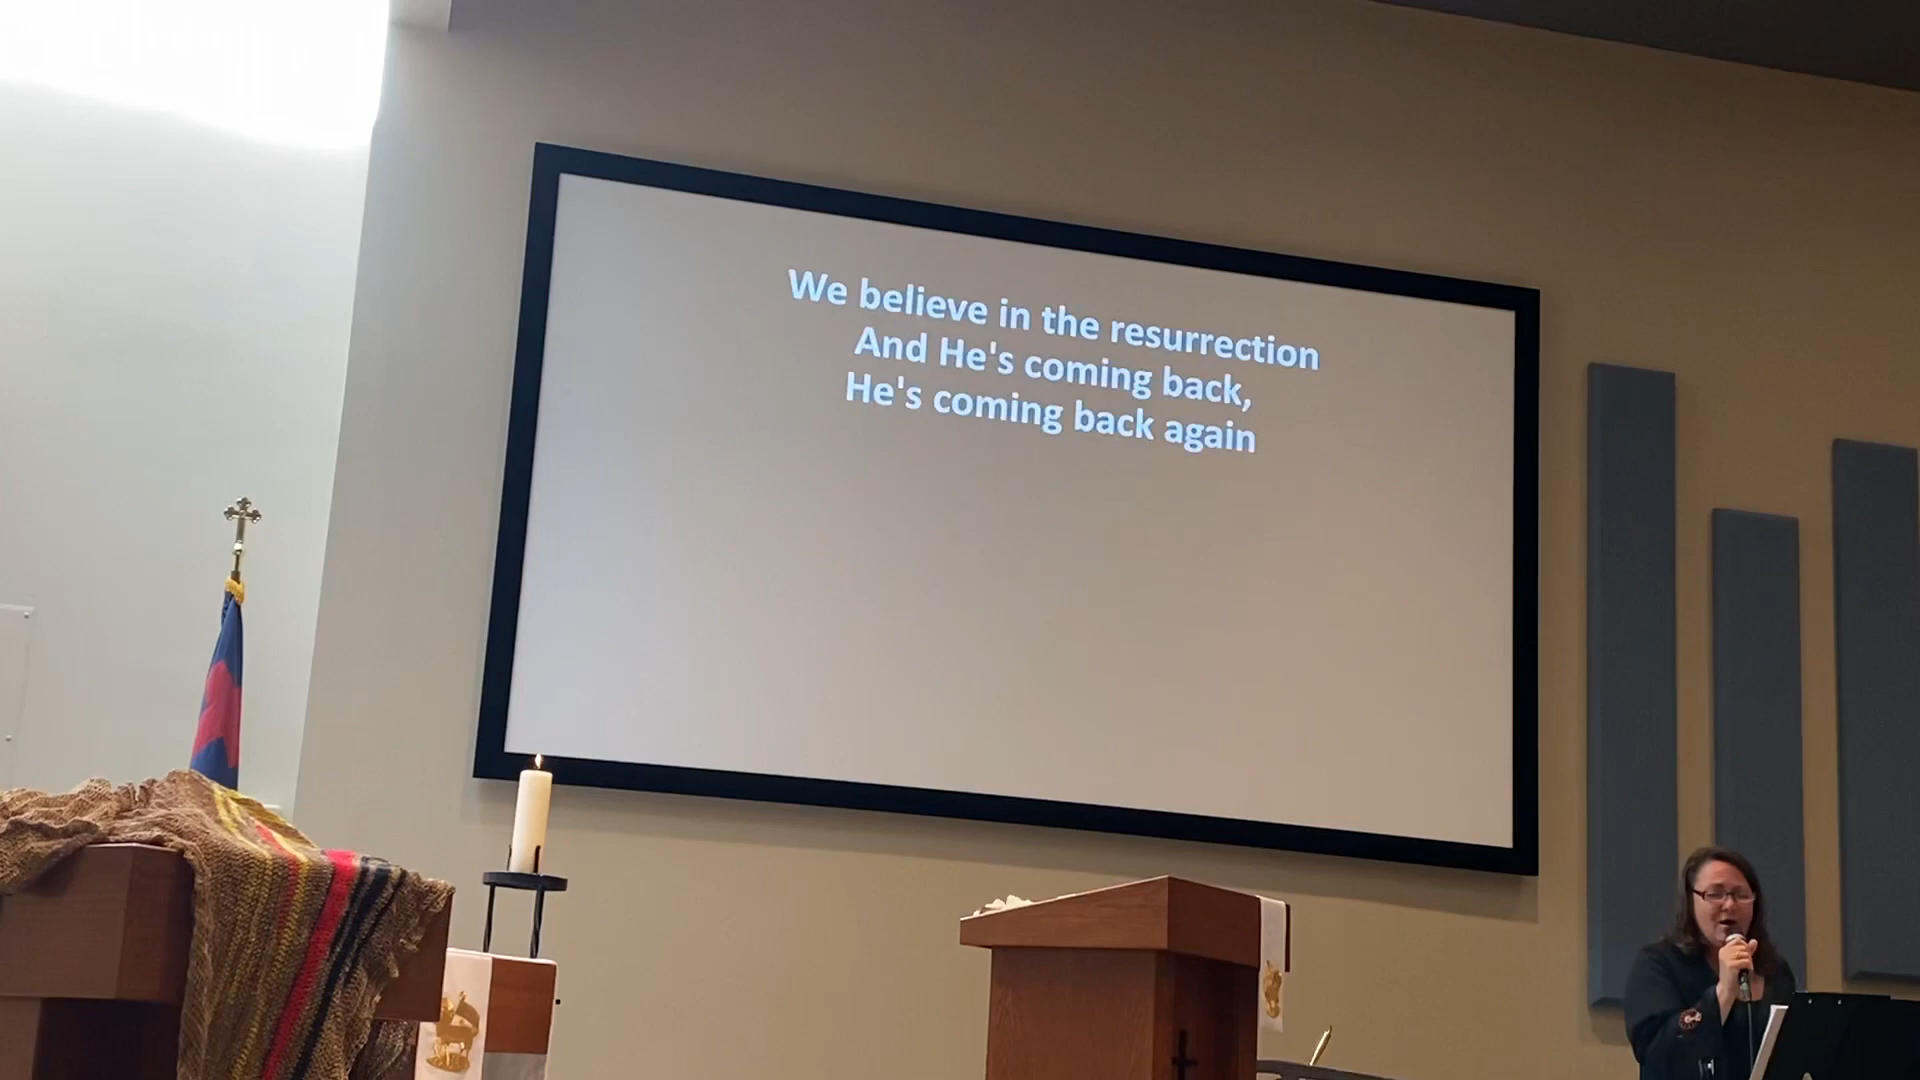 We believe in the resurrection
And He's coming back,
He's coming back again